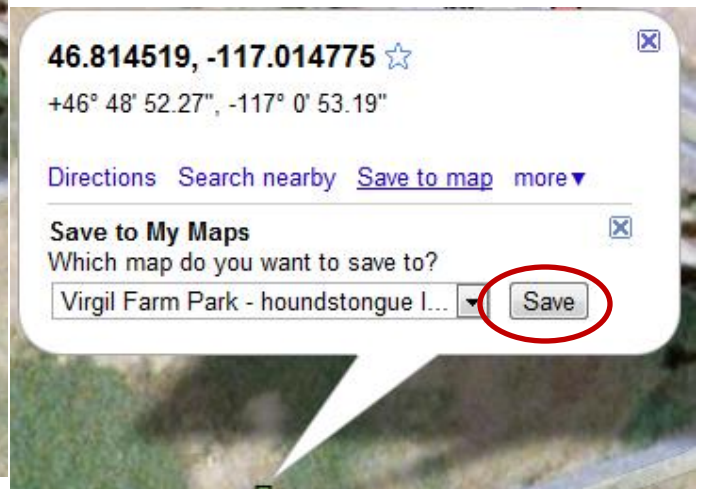 46.814519, -117.014775
+46° 48' 52.27", -117° 0' 53.19"
Directions Search nearby Save to map more▼
Save to My Maps
Which map do you want to save to?
Virgil Farm Park - houndstongue l... Save